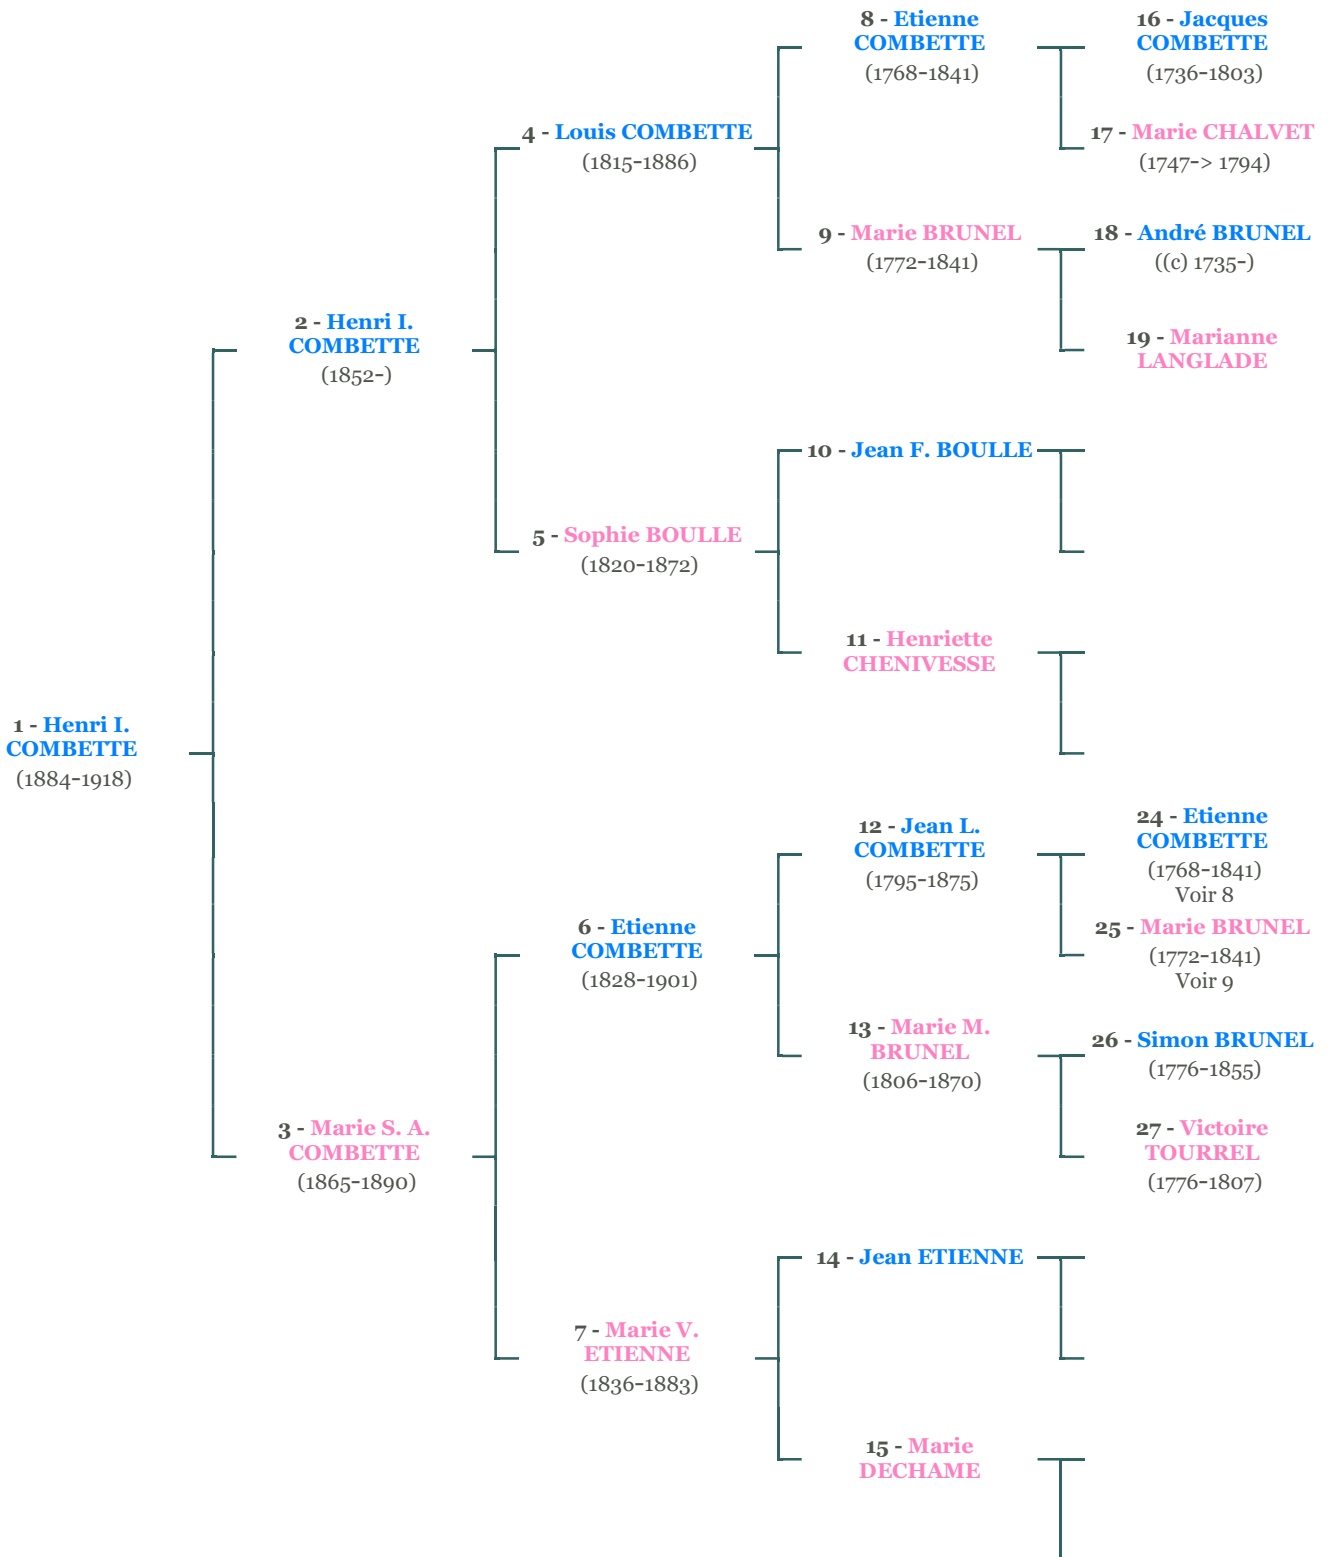 8 - Etienne
COMBETTE
(1768-1841)
16 - Jacques
COMBETTE
(1736-1803)
4 - Louis COMBETTE
(1815-1886)
17 - Marie CHALVET
(1747-> 1794)
9 - Marie BRUNEL
(1772-1841)
18 - André BRUNEL
((c) 1735-)
2 - Henri I.
COMBETTE
(1852-)
19 - Marianne
LANGLADE
10 - Jean F. BOULLE
5 - Sophie BOULLE
(1820-1872)
11 - Henriette
CHENIVESSE
1 - Henri I.
COMBETTE
(1884-1918)
12 - Jean L.
COMBETTE
(1795-1875)
24 - Etienne
COMBETTE
(1768-1841)
Voir 8
6 - Etienne
COMBETTE
(1828-1901)
25 - Marie BRUNEL
(1772-1841)
Voir 9
13 - Marie M.
BRUNEL
(1806-1870)
26 - Simon BRUNEL
(1776-1855)
3 - Marie S. A.
COMBETTE
(1865-1890)
27 - Victoire
TOURREL
(1776-1807)
14 - Jean ETIENNE
7 - Marie V.
ETIENNE
(1836-1883)
15 - Marie
DECHAME